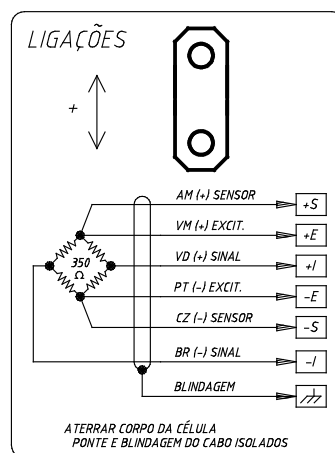 LIGAÇÕES
+
AM (+) SENSOR +S
VM (+) EXCIT. +E
VD (+) SINAL +I
PT (-) EXCIT. -E
CZ (-) SENSOR -S
BR (-) SINAL -I
BLINDAGEM
350
Ω
ATERRAR CORPO DA CÉLULA
PONTE E BLINDAGEM DO CABO ISOLADOS